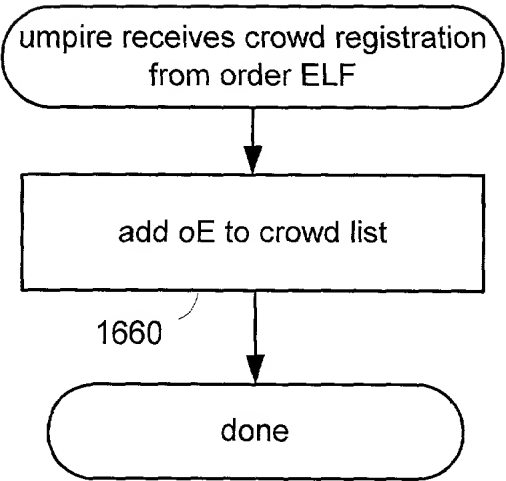 umpire receives crowd registration
from order ELF
add oE to crowd list
1660
done